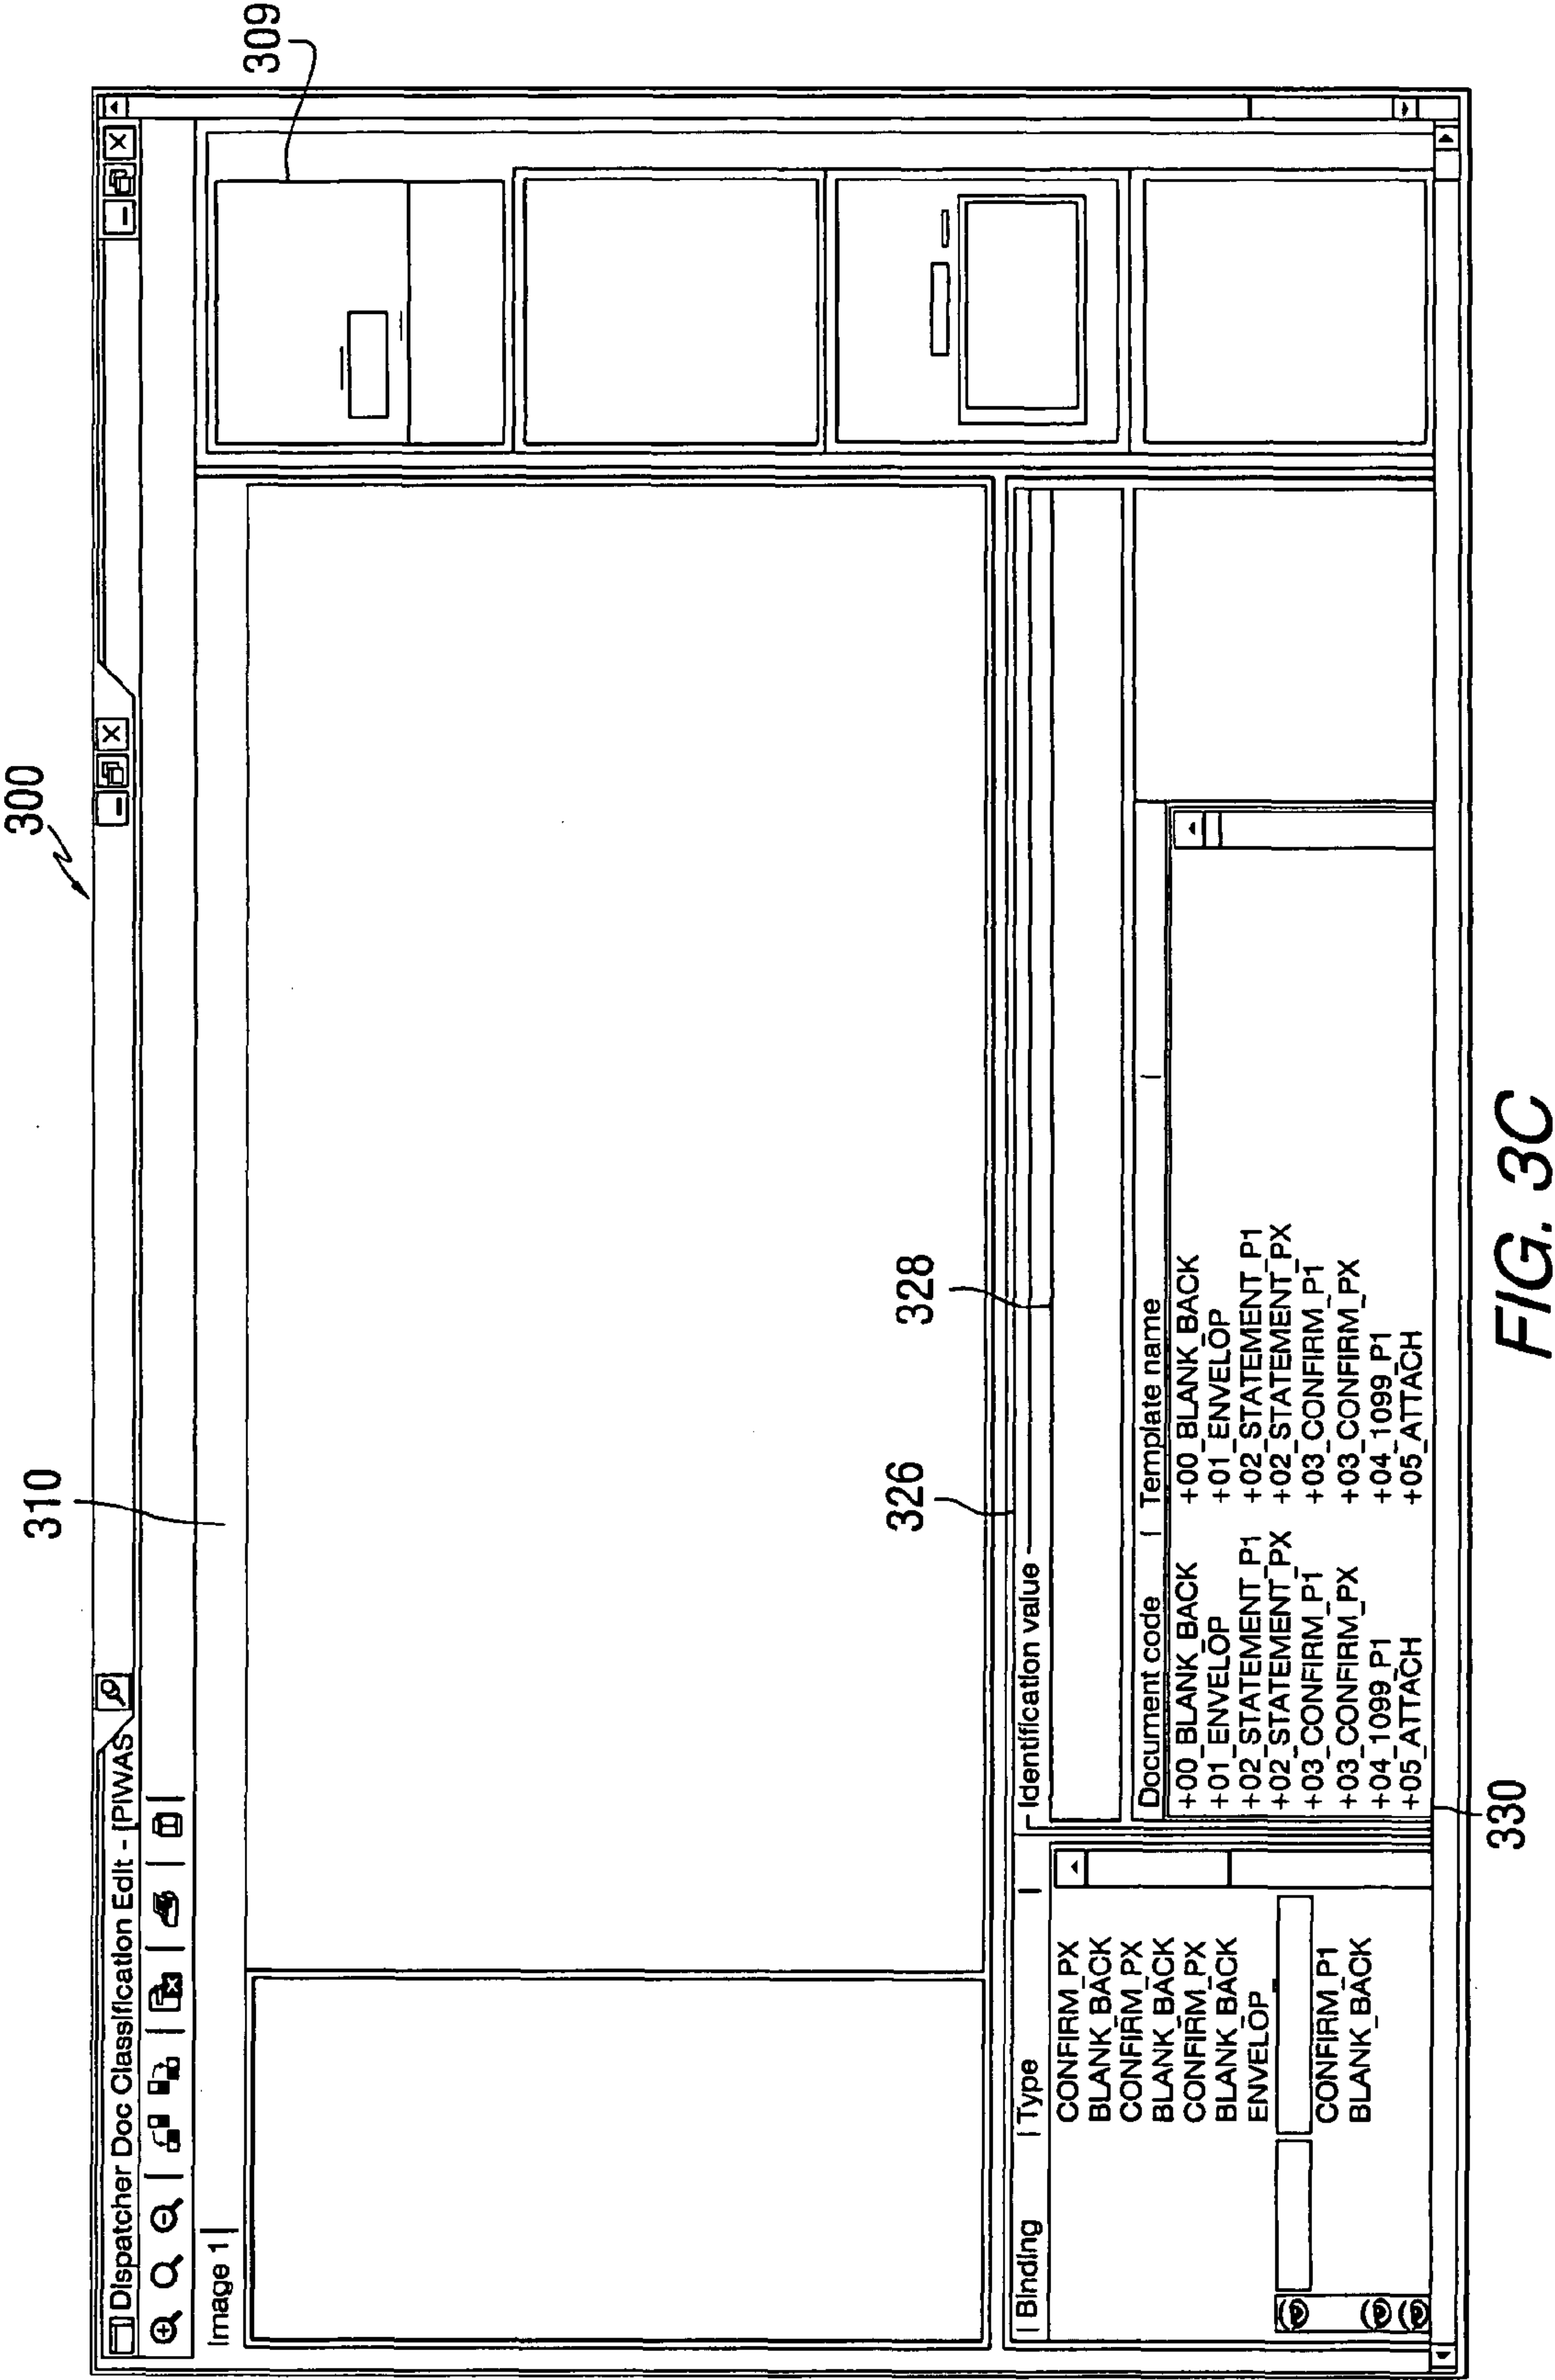 300
309
Dispatcher Doc Classification Edit - [PIWAS
Image 1
310
326
328
Binding | Type
CONFIRM_PX
BLANK_BACK
CONFIRM_PX
BLANK_BACK
CONFIRM_PX
BLANK_BACK
ENVELOP
CONFIRM_P1
BLANK_BACK
Identification value
Document code | Template name
+00_BLANK_BACK +00_BLANK_BACK
+01_ENVELOP +01_ENVELOP
+02_STATEMENT_P1 +02_STATEMENT_P1
+02_STATEMENT_PX +02_STATEMENT_PX
+03_CONFIRM_P1 +03_CONFIRM_P1
+03_CONFIRM_PX +03_CONFIRM_PX
+04_1099_P1 +04_1099_P1
+05_ATTACH +05_ATTACH
330
FIG. 3C